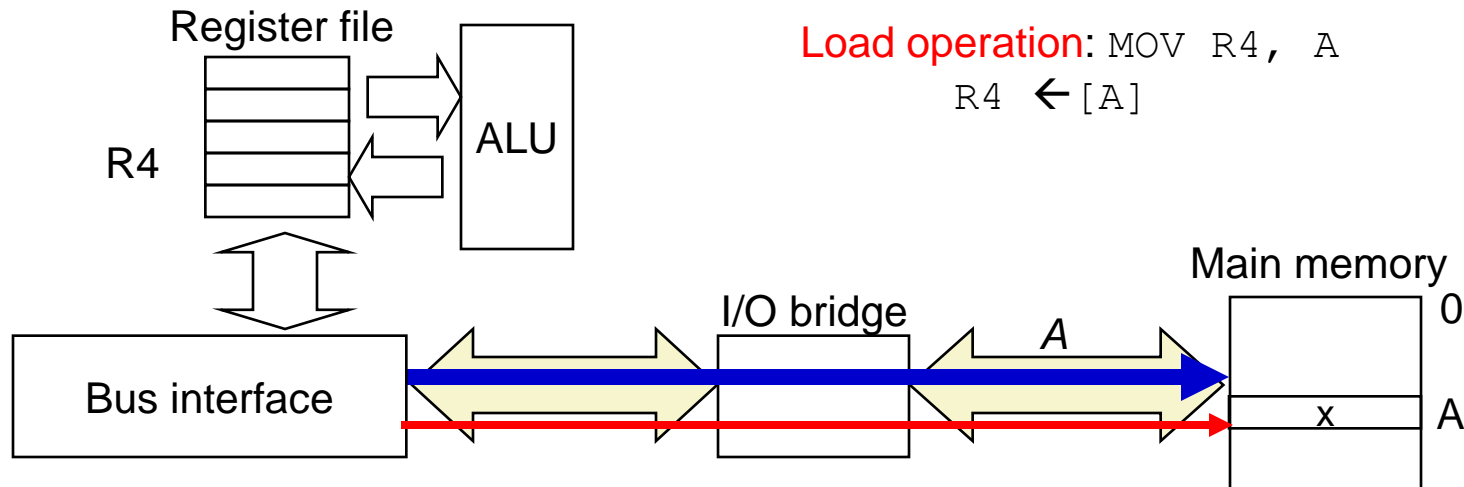 Register file
Load operation: MOV R4, A
R4 ← [A]
ALU
R4
Main memory
I/O bridge
0
A
Bus interface
x
A